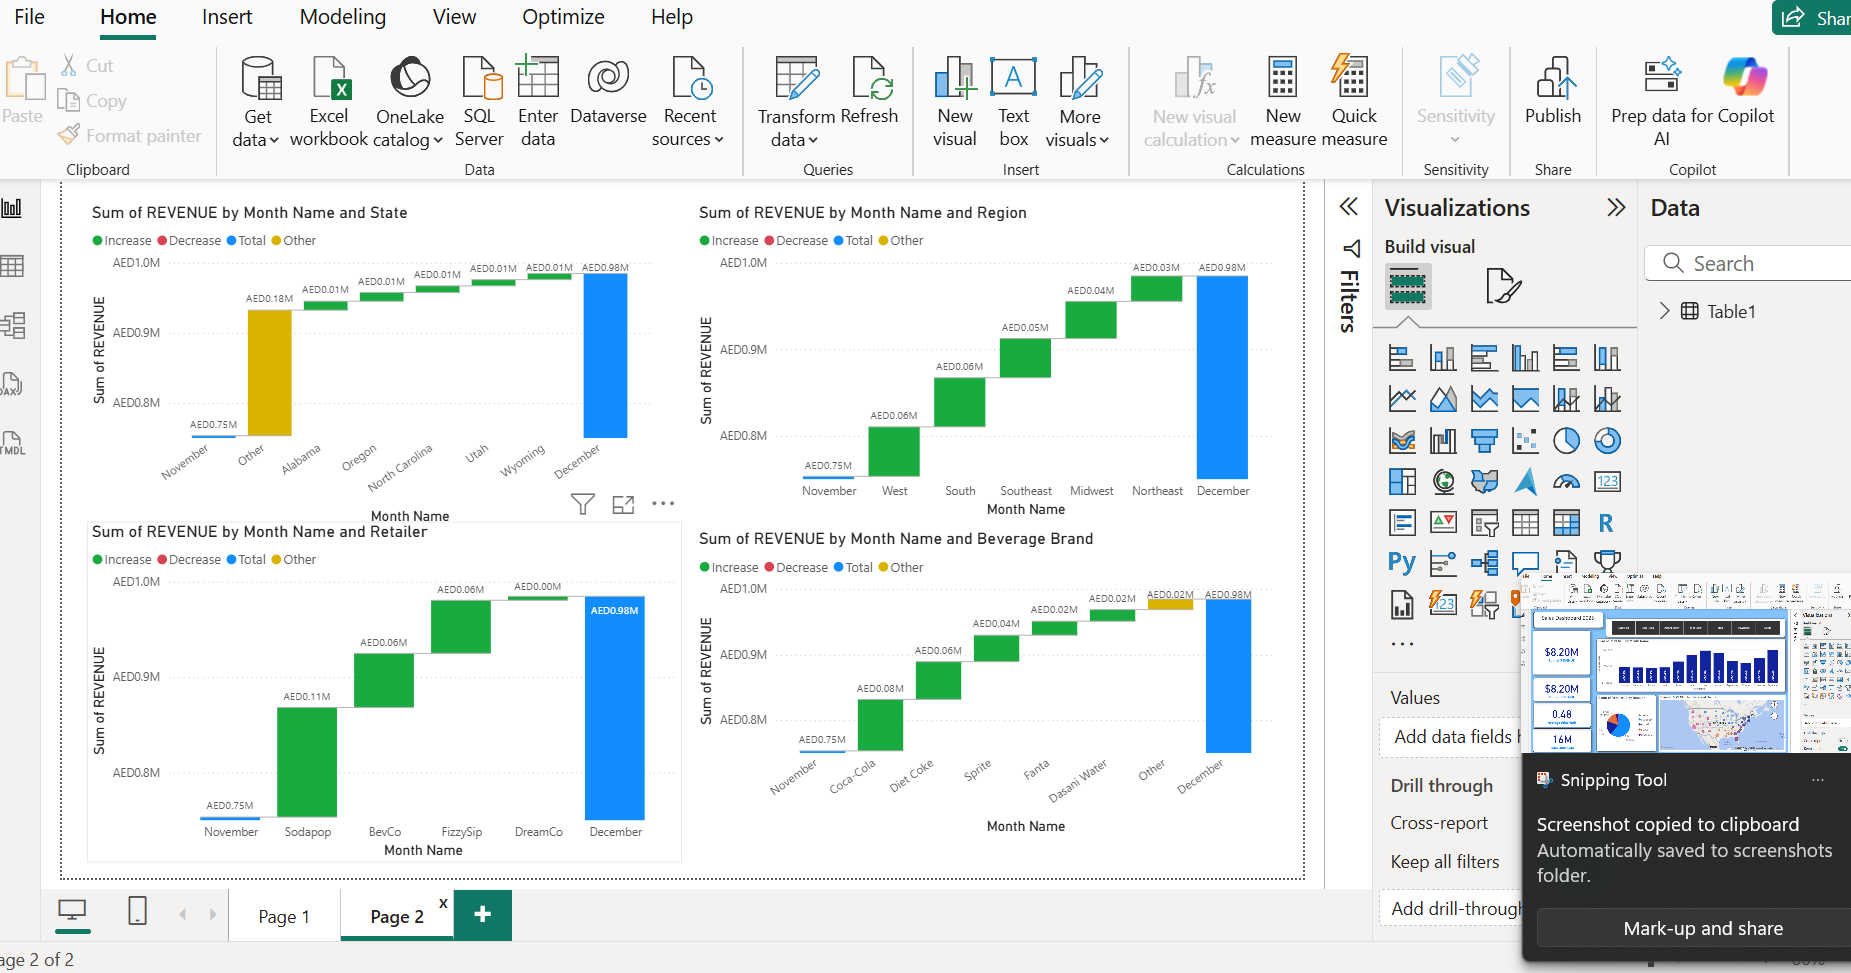 File Home Insert Modeling View Optimize Help
Shar
Paste
Cut
Copy
Format painter
Clipboard
Get data
Excel workbook
OneLake catalog
SQL Server
Enter data
Dataverse
Recent sources
Data
Transform data
Refresh
Queries
New visual
Text box
More visuals
Insert
New visual calculation
New measure
Quick measure
Calculations
Sensitivity
Sensitivity
Publish
Share
Prep data for AI
Copilot
Copilot
Sum of REVENUE by Month Name and State
Increase Decrease Total Other
AED1.0M
AED0.9M
AED0.8M
Sum of REVENUE
AED0.75M
AED0.18M
AED0.01M
AED0.01M
AED0.01M
AED0.01M
AED0.01M
AED0.98M
November
Other
Alabama
Oregon
North Carolina
Utah
Wyoming
December
Month Name
Sum of REVENUE by Month Name and Region
Increase Decrease Total Other
AED1.0M
AED0.9M
AED0.8M
Sum of REVENUE
AED0.75M
AED0.06M
AED0.06M
AED0.05M
AED0.04M
AED0.03M
AED0.98M
November West South Southeast Midwest Northeast December
Month Name
Sum of REVENUE by Month Name and Retailer
Increase Decrease Total Other
AED1.0M
AED0.9M
AED0.8M
Sum of REVENUE
AED0.75M
AED0.11M
AED0.06M
AED0.06M
AED0.00M
AED0.98M
November Sodapop BevCo FizzySip DreamCo December
Month Name
Sum of REVENUE by Month Name and Beverage Brand
Increase Decrease Total Other
AED1.0M
AED0.9M
AED0.8M
Sum of REVENUE
AED0.75M
AED0.08M
AED0.06M
AED0.04M
AED0.02M
AED0.02M
AED0.02M
AED0.98M
November
Coca-Cola
Diet Coke
Sprite
Fanta
Dasani Water
Other
December
Month Name
Filters
Visualizations
Build visual
123
R
Py
123
Values
Add data fields h
Drill through
Cross-report
Keep all filters
Add drill-through
Data
Search
Table1
Sales Dashboard 2023
$8.20M
$8.20M
0.48
16M
Snipping Tool
Screenshot copied to clipboard
Automatically saved to screenshots
folder.
Mark-up and share
DAX
TMDL
Page 1
Page 2
age 2 of 2